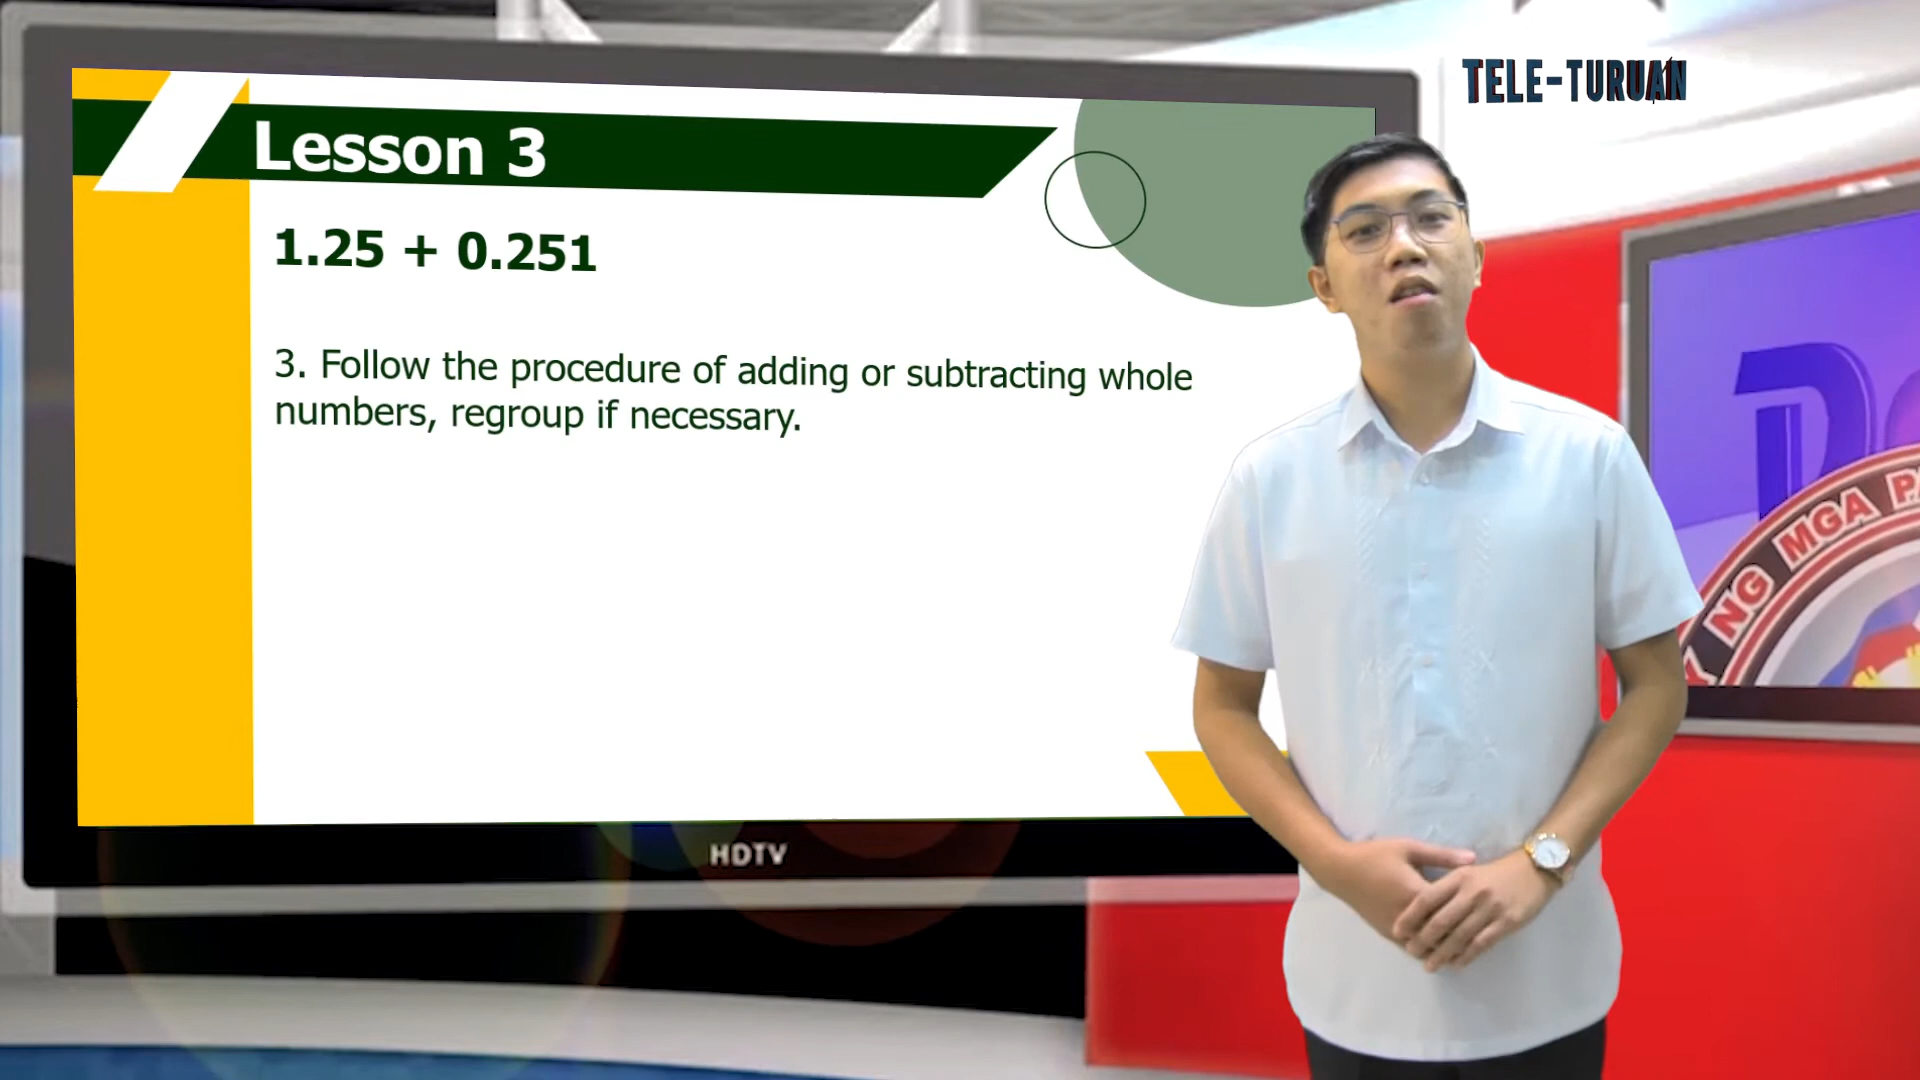 TELE-TURUAN
Lesson 3
1.25 + 0.251
3. Follow the procedure of adding or subtracting whole
numbers, regroup if necessary.
NG MGA
HDTV